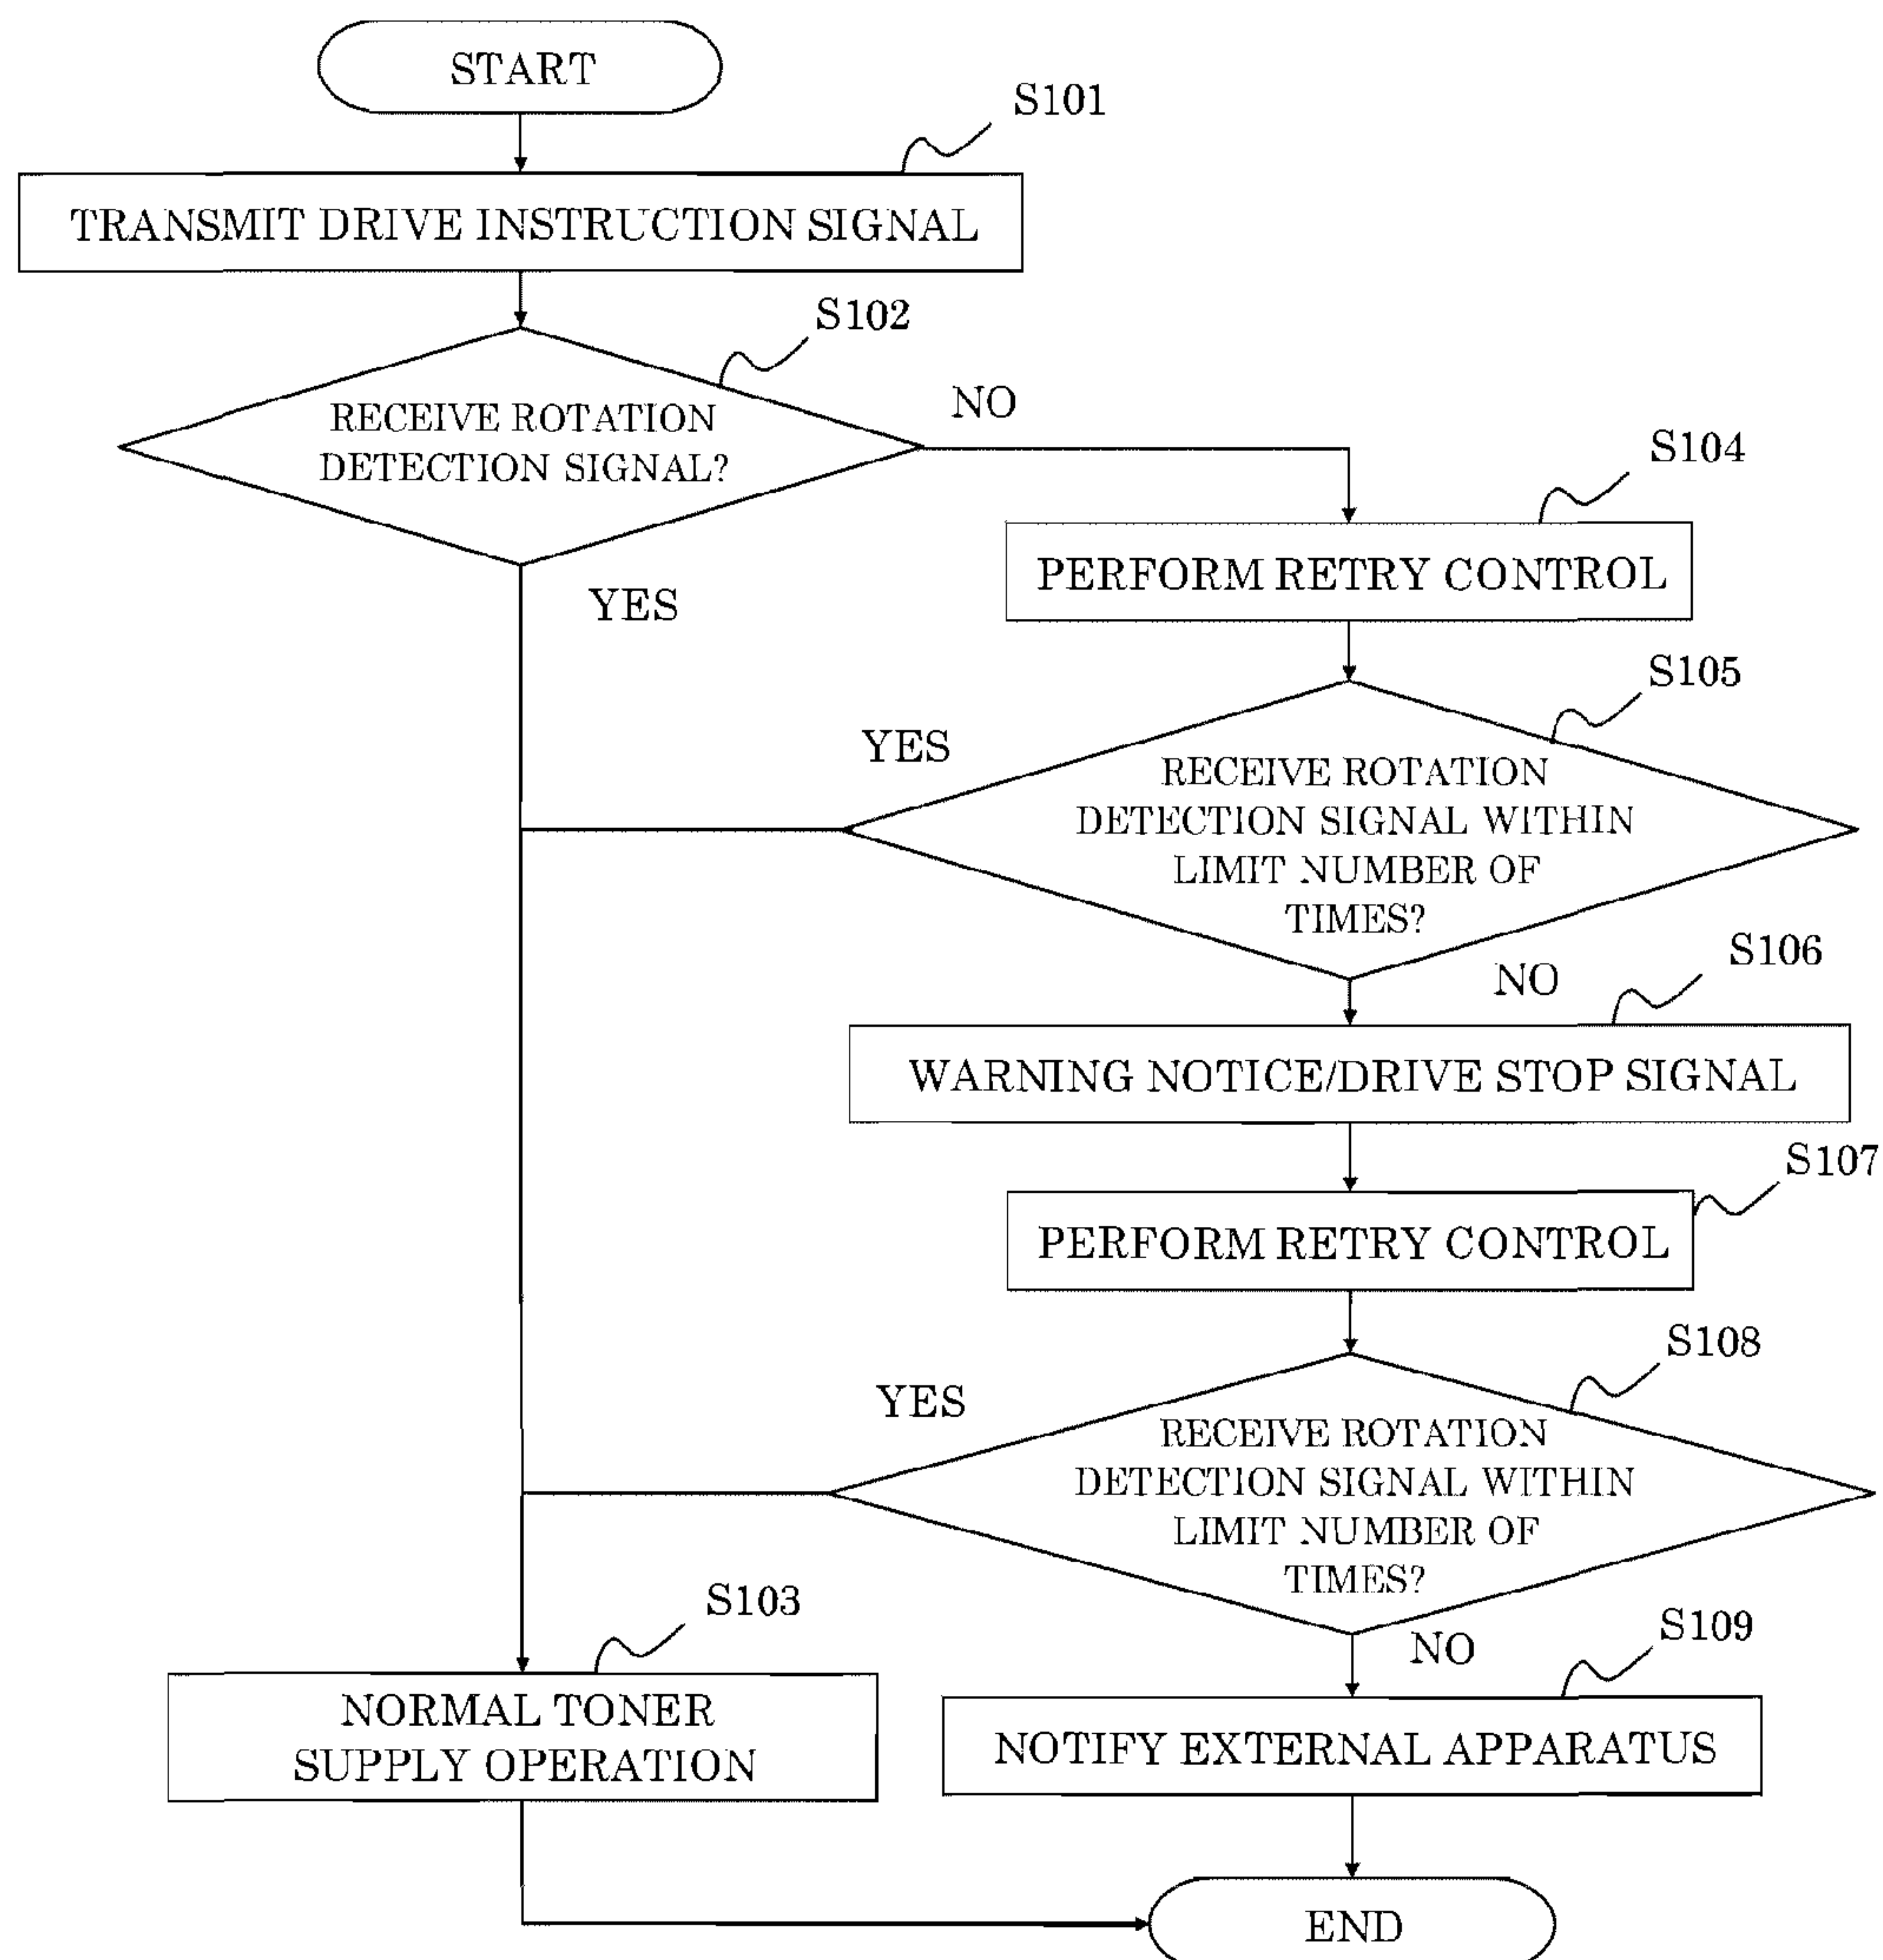 START
S101
TRANSMIT DRIVE INSTRUCTION SIGNAL
S102
RECEIVE ROTATION
DETECTION SIGNAL?
NO
YES
S104
PERFORM RETRY CONTROL
S105
YES
RECEIVE ROTATION
DETECTION SIGNAL WITHIN
LIMIT NUMBER OF
TIMES?
NO
S106
WARNING NOTICE/DRIVE STOP SIGNAL
S107
PERFORM RETRY CONTROL
S108
YES
RECEIVE ROTATION
DETECTION SIGNAL WITHIN
LIMIT NUMBER OF
TIMES?
NO
S103
NORMAL TONER
SUPPLY OPERATION
S109
NOTIFY EXTERNAL APPARATUS
END